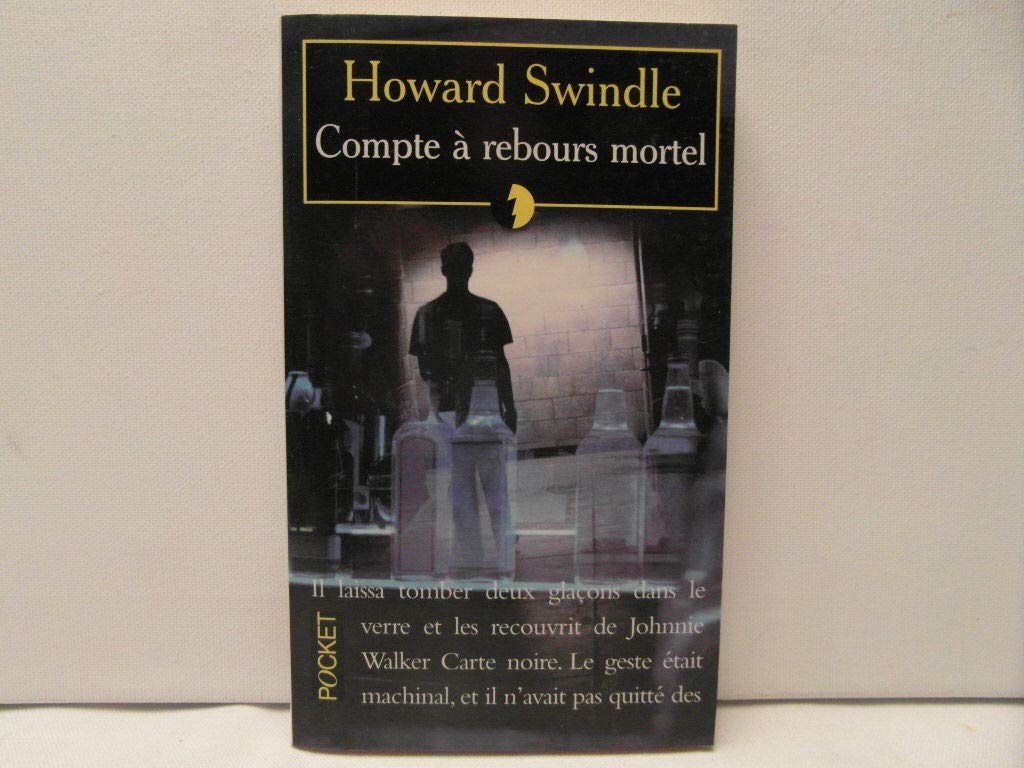 Howard Swindle
Compte à rebours mortel
Il laissa tomber deux glaçons dans le
verre et les recouvrit de Johnnie
Walker Carte noire. Le geste était
machinal, et il n'avait pas quitté des
POCKET